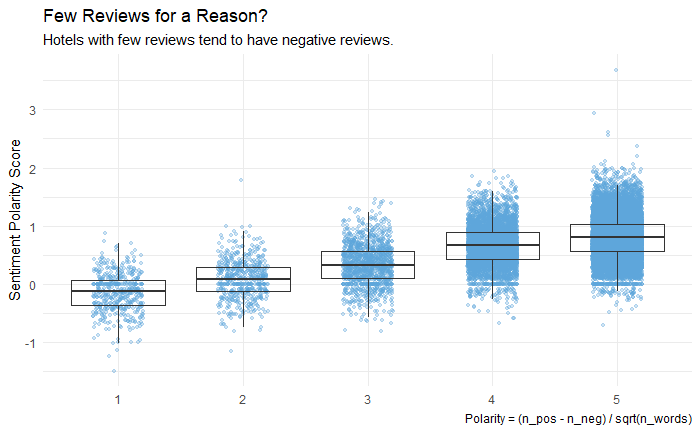 Few Reviews for a Reason?
Hotels with few reviews tend to have negative reviews.
Sentiment Polarity Score
3
2
1
0
-1
1 2 3 4 5
Polarity = (n_pos - n_neg) / sqrt(n_words)